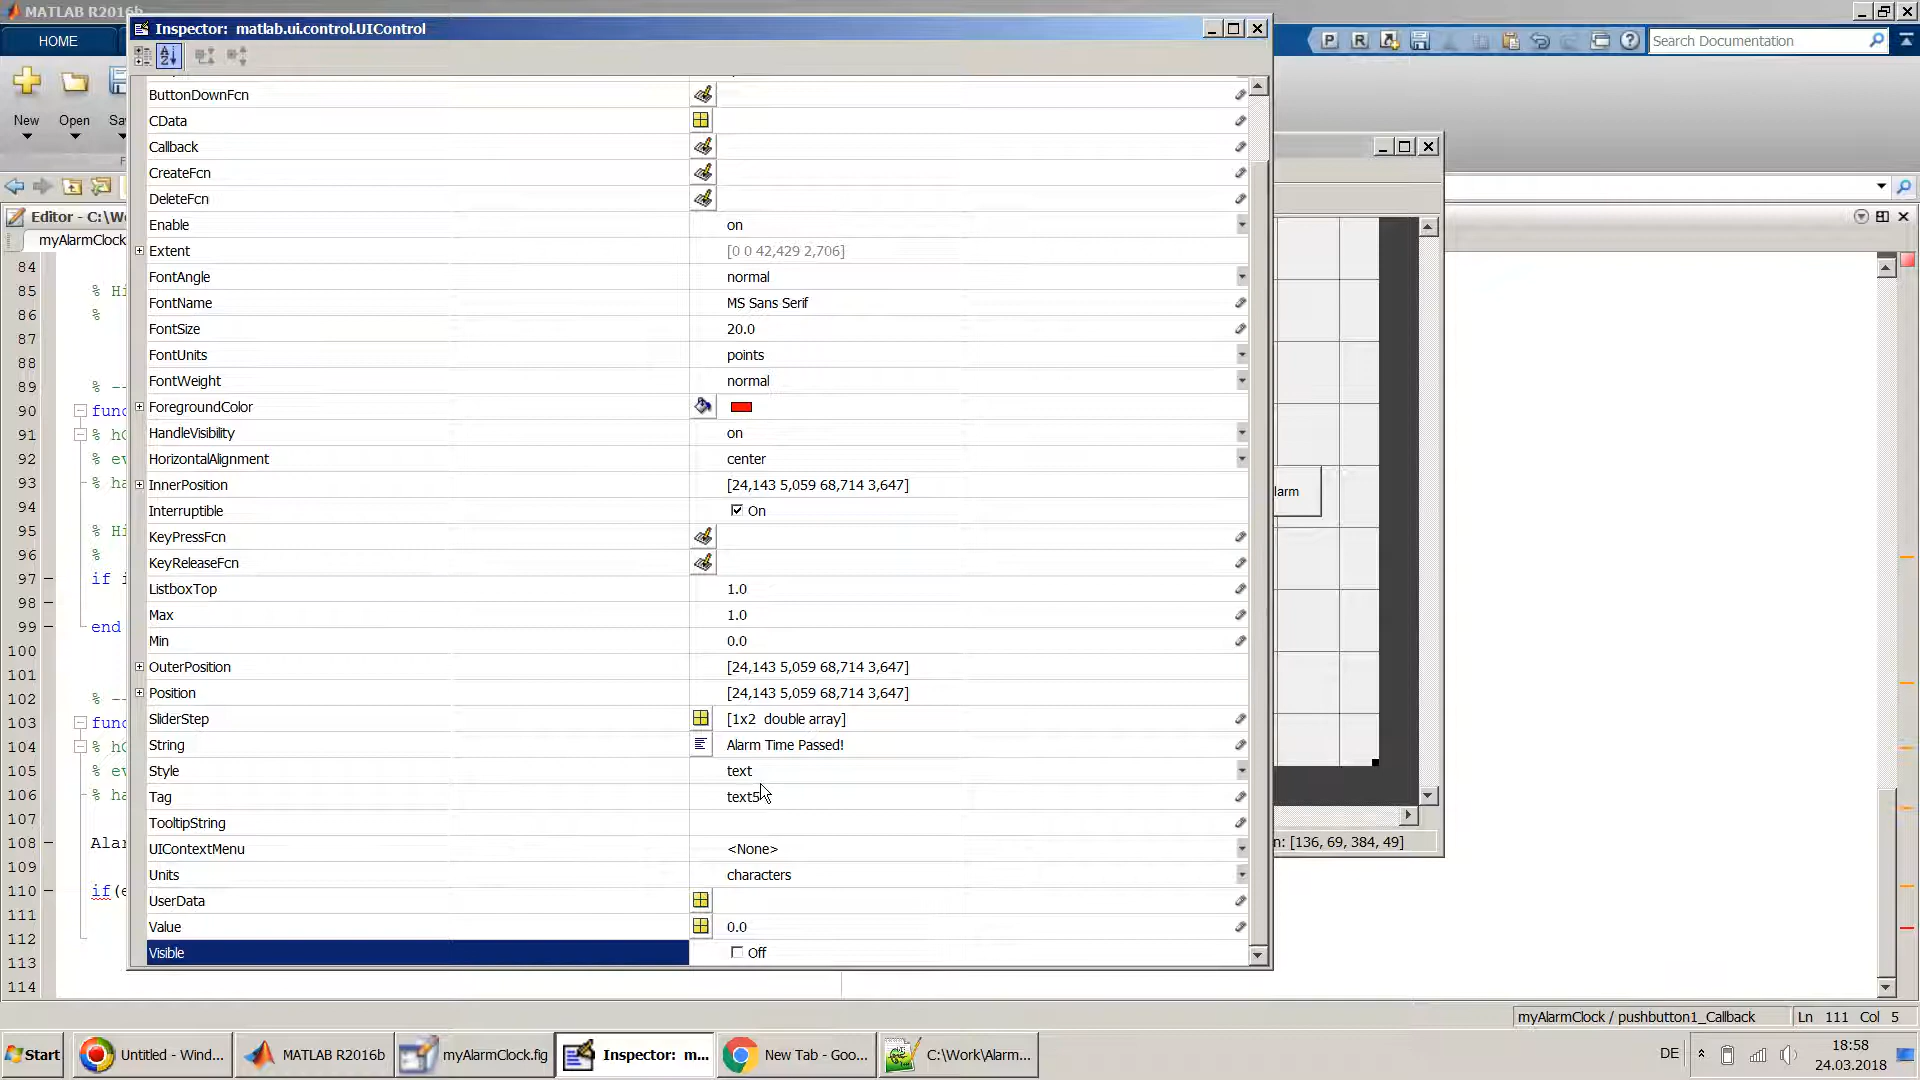 MATLAB R2016b
Inspector: matlab.ui.control.UIControl
HOME
Search Documentation
New
Open
ButtonDownFcn
CData
Callback
CreateFcn
DeleteFcn
Enable on
Extent [0 0 42,429 2,706]
FontAngle normal
FontName MS Sans Serif
FontSize 20.0
FontUnits points
FontWeight normal
ForegroundColor
HandleVisibility on
HorizontalAlignment center
InnerPosition [24,143 5,059 68,714 3,647]
Interruptible On
KeyPressFcn
KeyReleaseFcn
ListboxTop 1.0
Max 1.0
Min 0.0
OuterPosition [24,143 5,059 68,714 3,647]
Position [24,143 5,059 68,714 3,647]
SliderStep [1x2 double array]
String Alarm Time Passed!
Style text
Tag text5
TooltipString
UIContextMenu <None>
Units characters
UserData
Value 0.0
Visible Off
Editor - C:\W
myAlarmClock
84
85 % Hi
86 %
87
88
89 % --
90 func
91 % hO
92 % ev
93 % ha
94
95 % Hi
96 %
97 if i
98
99 end
100
101
102 % --
103 func
104 % hO
105 % ev
106 % ha
107
108 Alar
109
110 if(e
111
112
113
114
larm
n: [136, 69, 384, 49]
myAlarmClock / pushbutton1_Callback Ln 111 Col 5
Start
Untitled - Wind...
MATLAB R2016b
myAlarmClock.fig
Inspector: m...
New Tab - Goo...
C:\Work\Alarm...
DE
18:58
24.03.2018